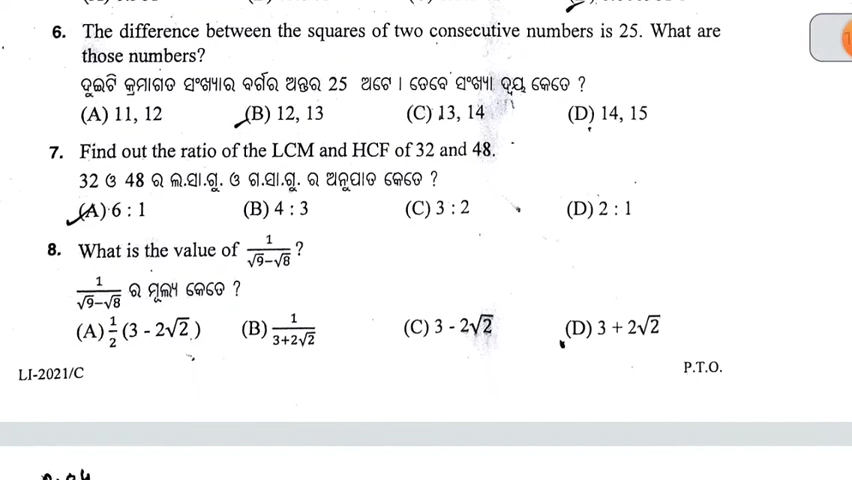 6. The difference between the squares of two consecutive numbers is 25. What are
those numbers?
ଦୁଇଟି କ୍ରମାଗତ ସଂଖ୍ୟାର ବର୍ଗର ଅନ୍ତର 25 ଅଟେ । ତେବେ ସଂଖ୍ୟା ଦ୍ବୟ କେତେ ?
(A) 11, 12 (B) 12, 13 (C) 13, 14 (D) 14, 15
7. Find out the ratio of the LCM and HCF of 32 and 48.
32 ଓ 48 ର ଲ.ସା.ଗୁ. ଓ ଗ.ସା.ଗୁ. ର ଅନୁପାତ କେତେ ?
(A) 6 : 1 (B) 4 : 3 (C) 3 : 2 (D) 2 : 1
8. What is the value of 1/(√9−√8) ?
1/(√9−√8) ର ମୂଲ୍ୟ କେତେ ?
(A) 1/2 (3 - 2√2 ) (B) 1/(3+2√2) (C) 3 - 2√2 (D) 3 + 2√2
LI-2021/C P.T.O.